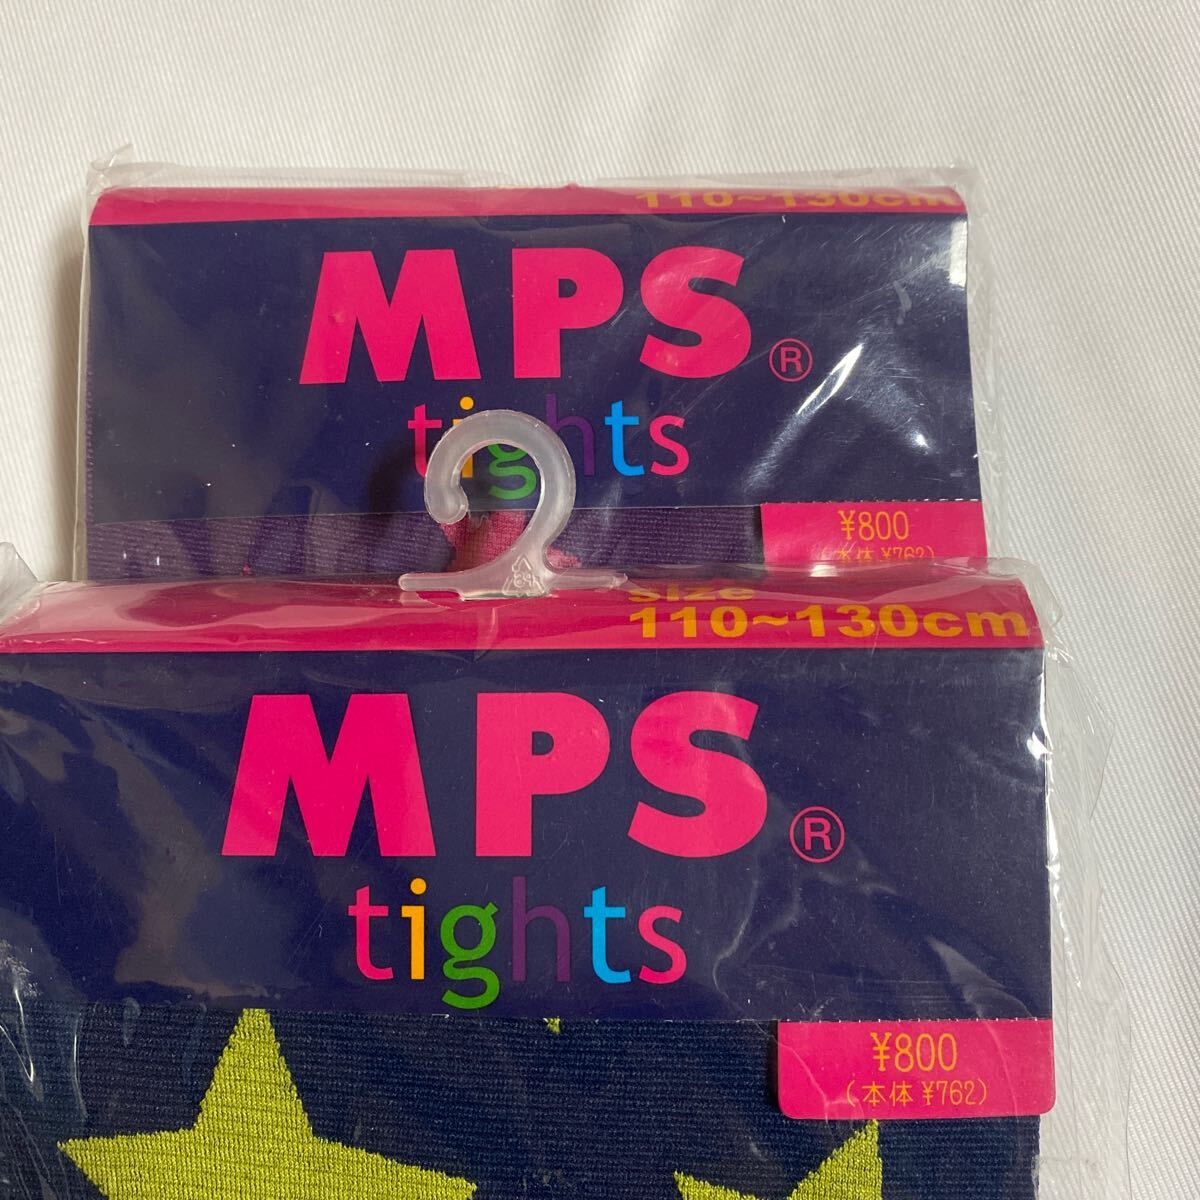 110~130cm
MPS®
tights
¥800
(本体 ¥762)
size
110~130cm
MPS®
tights
¥800
(本体 ¥762)